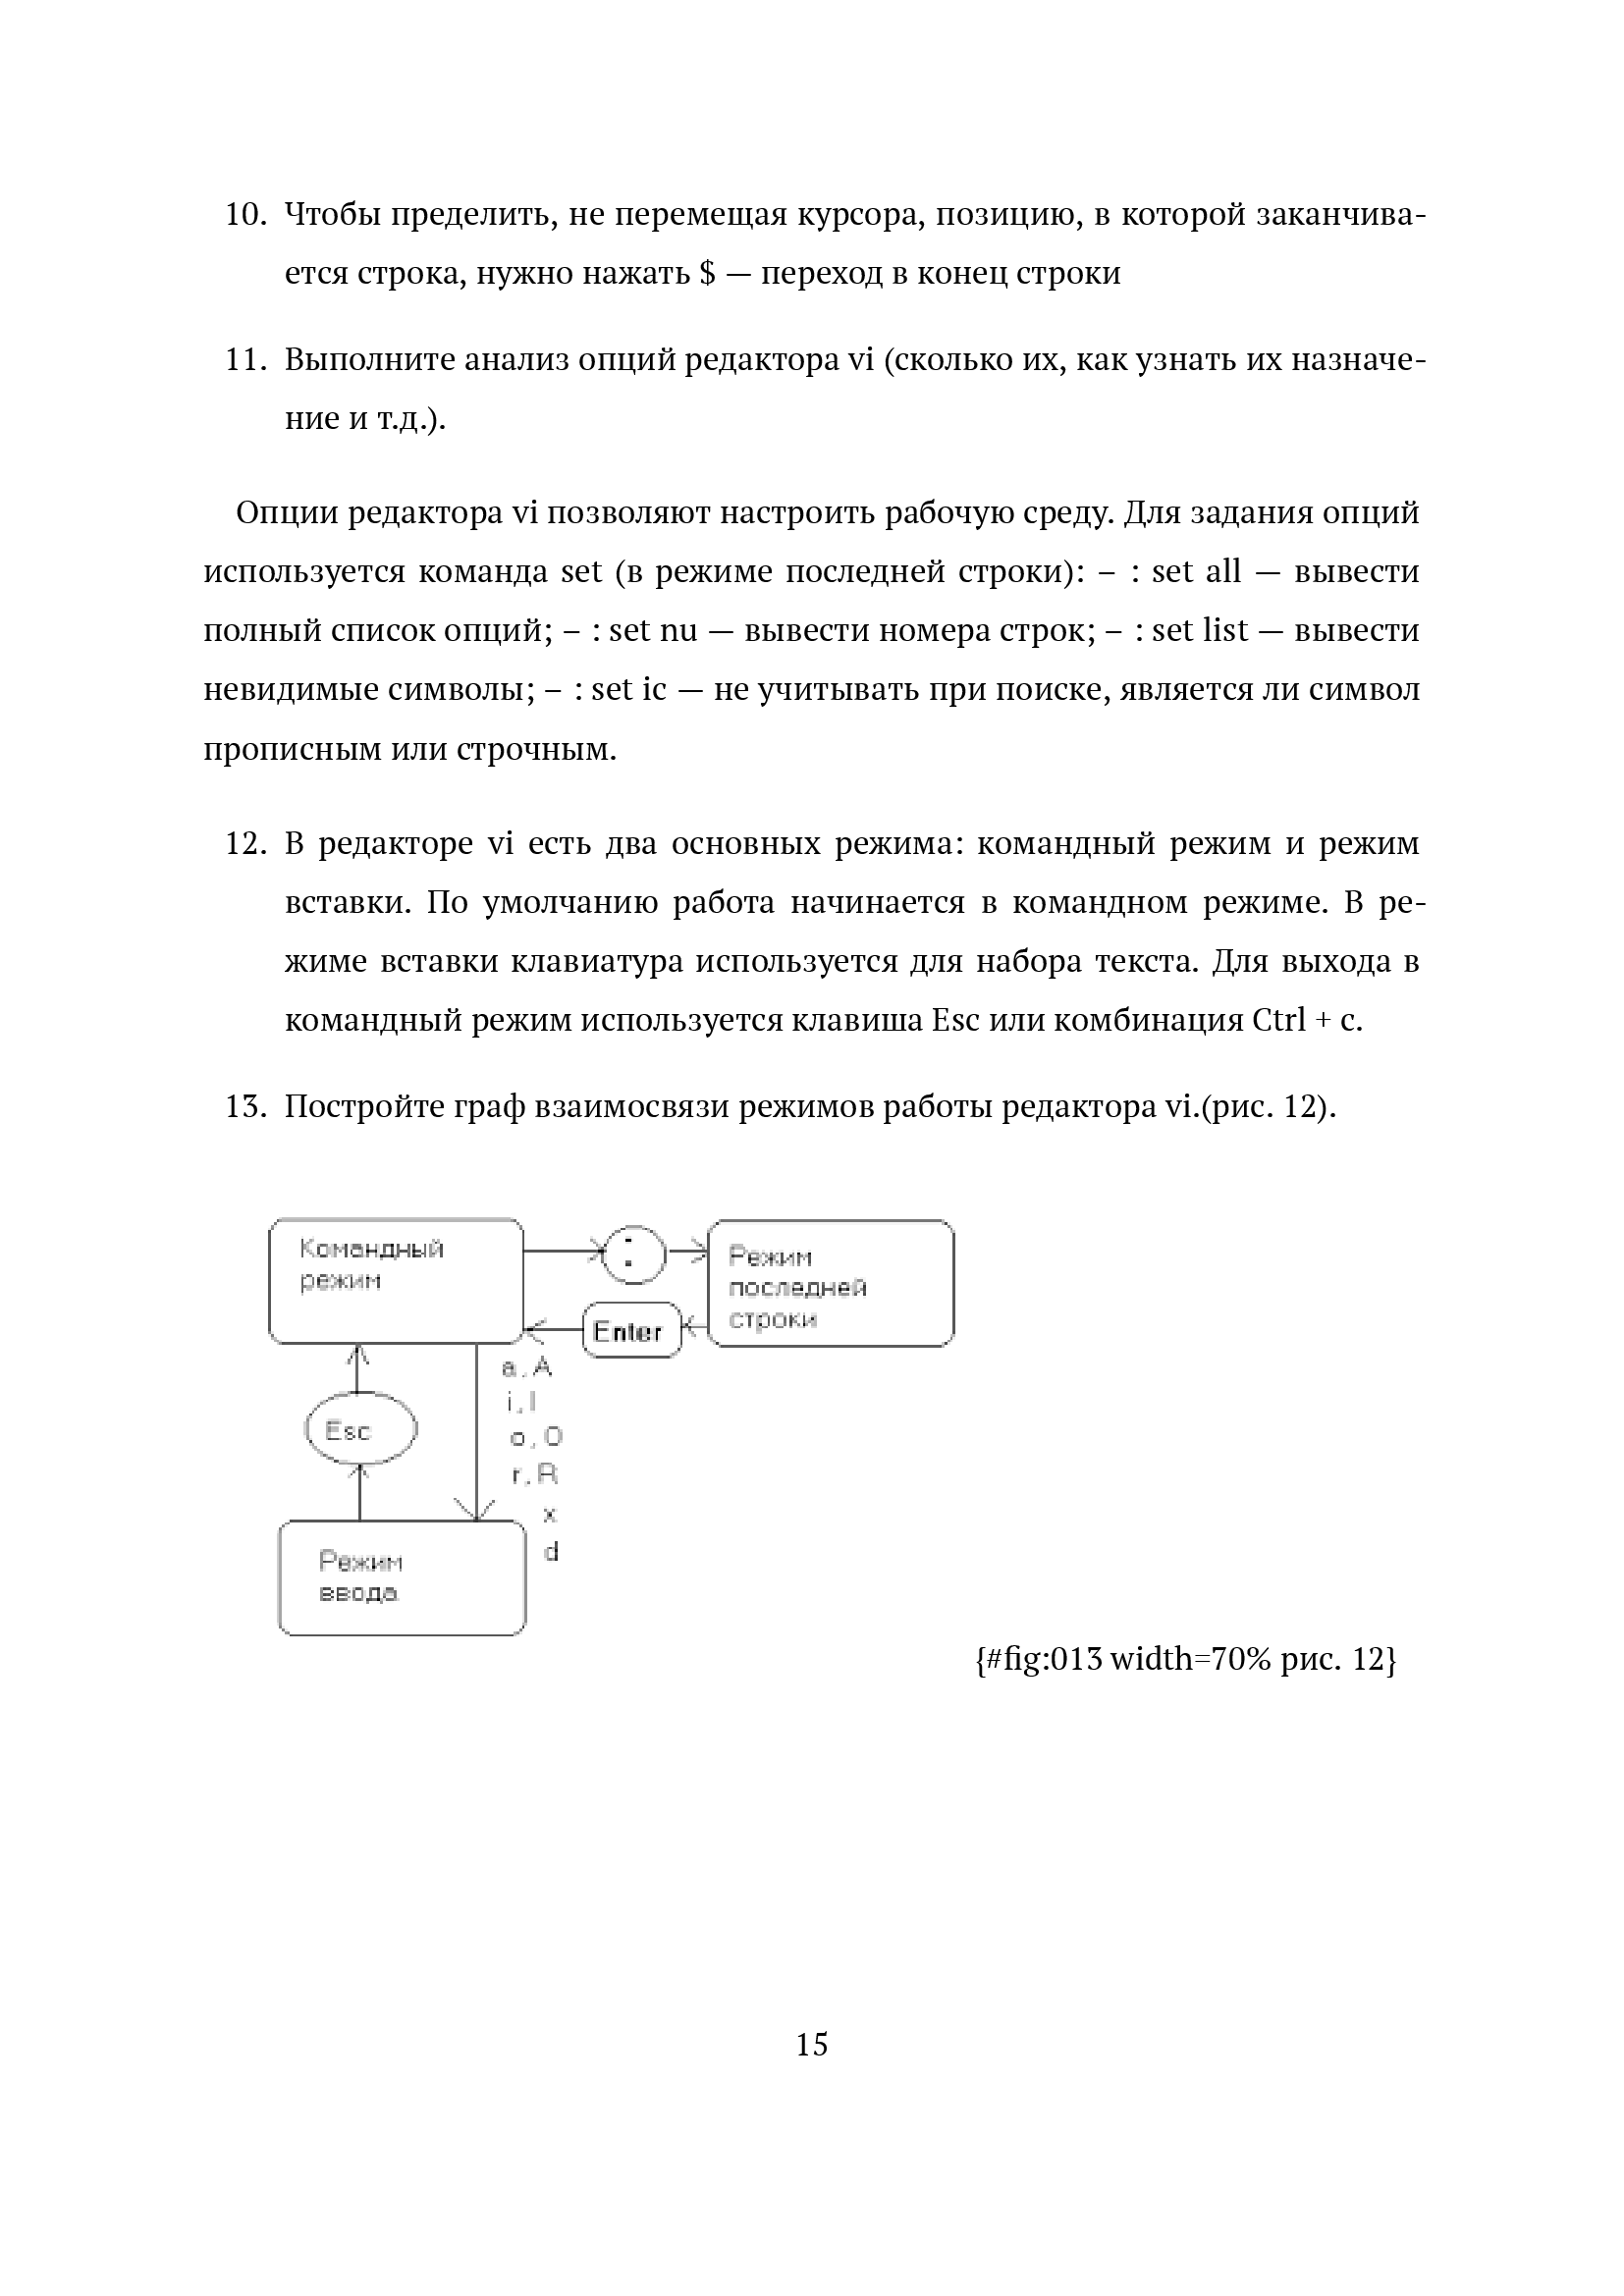 10. Чтобы пределить, не перемещая курсора, позицию, в которой заканчива-
ется строка, нужно нажать $ — переход в конец строки
11. Выполните анализ опций редактора vi (сколько их, как узнать их назначе-
ние и т.д.).
Опции редактора vi позволяют настроить рабочую среду. Для задания опций
используется команда set (в режиме последней строки): – : set all — вывести
полный список опций; – : set nu — вывести номера строк; – : set list — вывести
невидимые символы; – : set ic — не учитывать при поиске, является ли символ
прописным или строчным.
12. В редакторе vi есть два основных режима: командный режим и режим
вставки. По умолчанию работа начинается в командном режиме. В ре-
жиме вставки клавиатура используется для набора текста. Для выхода в
командный режим используется клавиша Esc или комбинация Ctrl + c.
13. Постройте граф взаимосвязи режимов работы редактора vi.(рис. 12).
Командный
режим
:
Режим
последней
строки
Enter
a,A
i,I
o,O
r,R
x
d
Esc
Режим
ввода
{#fig:013 width=70% рис. 12}
15